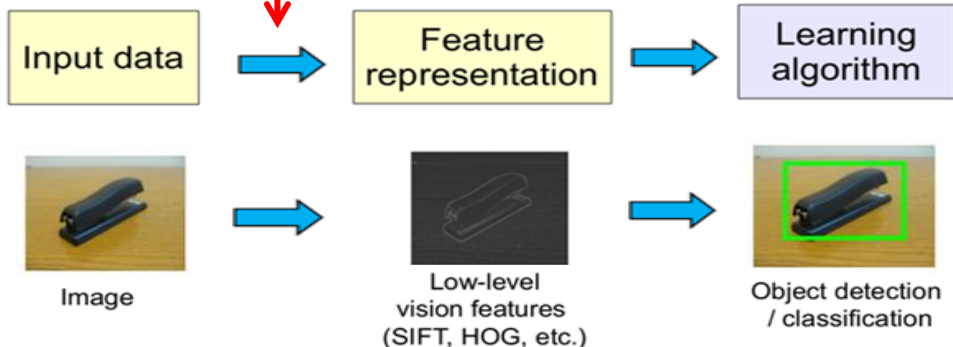 Input data
Feature
representation
Learning
algorithm
Image
Low-level
vision features
(SIFT, HOG, etc.)
Object detection
/ classification